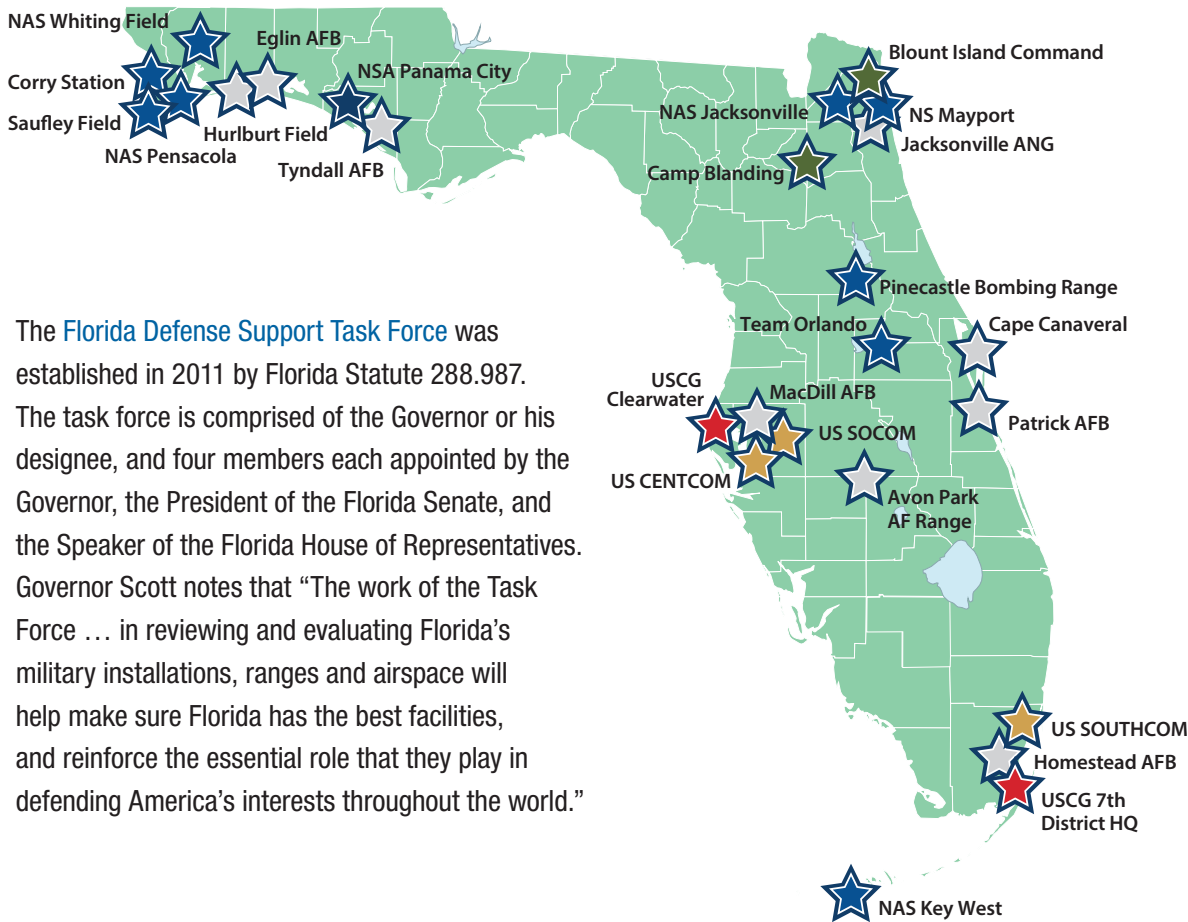 NAS Whiting Field
Eglin AFB
Corry Station
NSA Panama City
Saufley Field
Hurlburt Field
NAS Pensacola
Tyndall AFB
Blount Island Command
NAS Jacksonville
NS Mayport
Jacksonville ANG
Camp Blanding
Pinecastle Bombing Range
Team Orlando
Cape Canaveral
USCG
Clearwater
MacDill AFB
Patrick AFB
US SOCOM
US CENTCOM
Avon Park
AF Range
US SOUTHCOM
Homestead AFB
USCG 7th
District HQ
NAS Key West
The Florida Defense Support Task Force was
established in 2011 by Florida Statute 288.987.
The task force is comprised of the Governor or his
designee, and four members each appointed by the
Governor, the President of the Florida Senate, and
the Speaker of the Florida House of Representatives.
Governor Scott notes that “The work of the Task
Force … in reviewing and evaluating Florida’s
military installations, ranges and airspace will
help make sure Florida has the best facilities,
and reinforce the essential role that they play in
defending America’s interests throughout the world.”